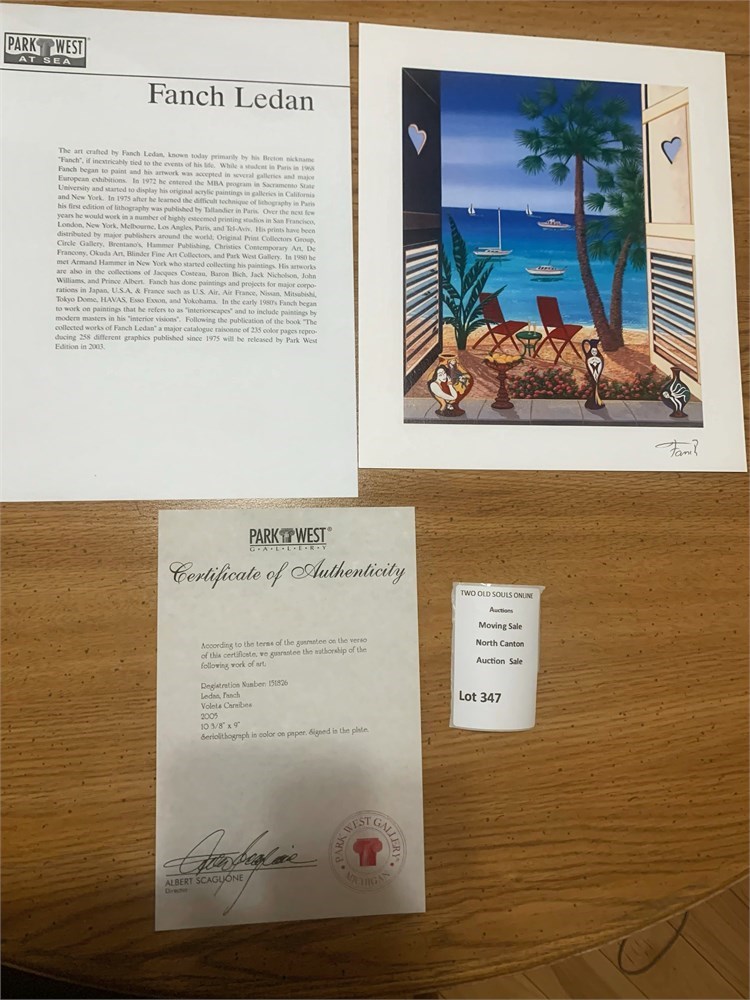 PARK WEST®
AT SEA
Fanch Ledan
The art crafted by Fanch Ledan, known today primarily by his Breton nickname
"Fanch", if inextricably tied to the events of his life. While a student in Paris in 1968
Fanch began to paint and his artwork was accepted in several galleries and major
European exhibitions. In 1972 he entered the MBA program in Sacramento State
University and started to display his original acrylic paintings in galleries in California
and New York. In 1975 after he learned the difficult technique of lithography in Paris
his first edition of lithography was published by Tallandier in Paris. Over the next few
years he would work in a number of highly esteemed printing studios in San Francisco,
London, New York, Melbourne, Los Angles, Paris, and Tel-Aviv. His prints have been
distributed by major publishers around the world; Original Print Collectors Group,
Circle Gallery, Brentano's, Hammer Publishing, Christies Contemporary Art, De
Francony, Okuda Art, Blinder Fine Art Collectors, and Park West Gallery. In 1980 he
met Armand Hammer in New York who started collecting his paintings. His artworks
are also in the collections of Jacques Costeau, Baron Bich, Jack Nicholson, John
Williams, and Prince Albert. Fanch has done paintings and projects for major corpo-
rations in Japan, U.S.A, & France such as U.S. Air, Air France, Nissan, Mitsubishi,
Tokyo Domo, HAVAS, Esso Exxon, and Yokohama. In the early 1980's Fanch began
to work on paintings that he refers to as "interiorscapes" and to include paintings by
modern masters in his "interior visions". Following the publication of the book "The
collected works of Fanch Ledan" a major catalogue raisonne of 235 color pages repro-
ducing 258 different graphics published since 1975 will be released by Park West
Edition in 2003.
PARK WEST®
G·A·L·L·E·R·Y
Certificate of Authenticity
According to the terms of the guarantee on the verso
of this certificate, we guarantee the authorship of the
following work of art.
Registration Number: 151826
Ledan, Fanch
Volets Caraibes
2005
10 3/8" x 9"
Seriolithograph in color on paper. Signed in the plate.
ALBERT SCAGLIONE
Director
PARK WEST GALLERY
MICHIGAN
TWO OLD SOULS ONLINE
Auctions
Moving Sale
North Canton
Auction Sale
Lot 347